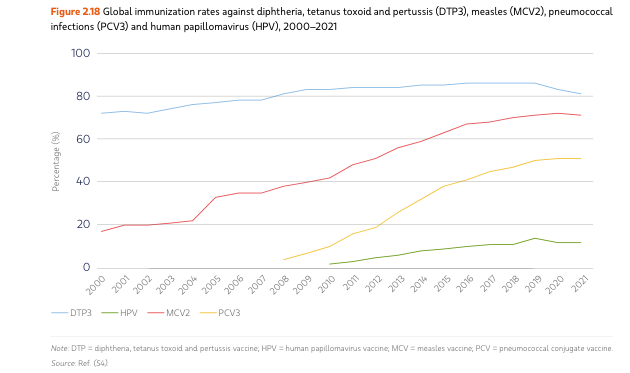 Figure 2.18 Global immunization rates against diphtheria, tetanus toxoid and pertussis (DTP3), measles (MCV2), pneumococcal
infections (PCV3) and human papillomavirus (HPV), 2000–2021
100
80
60
40
20
0
Percentage (%)
2000 2001 2002 2003 2004 2005 2006 2007 2008 2009 2010 2011 2012 2013 2014 2015 2016 2017 2018 2019 2020 2021
DTP3 HPV MCV2 PCV3
Note: DTP = diphtheria, tetanus toxoid and pertussis vaccine; HPV = human papillomavirus vaccine; MCV = measles vaccine; PCV = pneumococcal conjugate vaccine.
Source: Ref. (54).